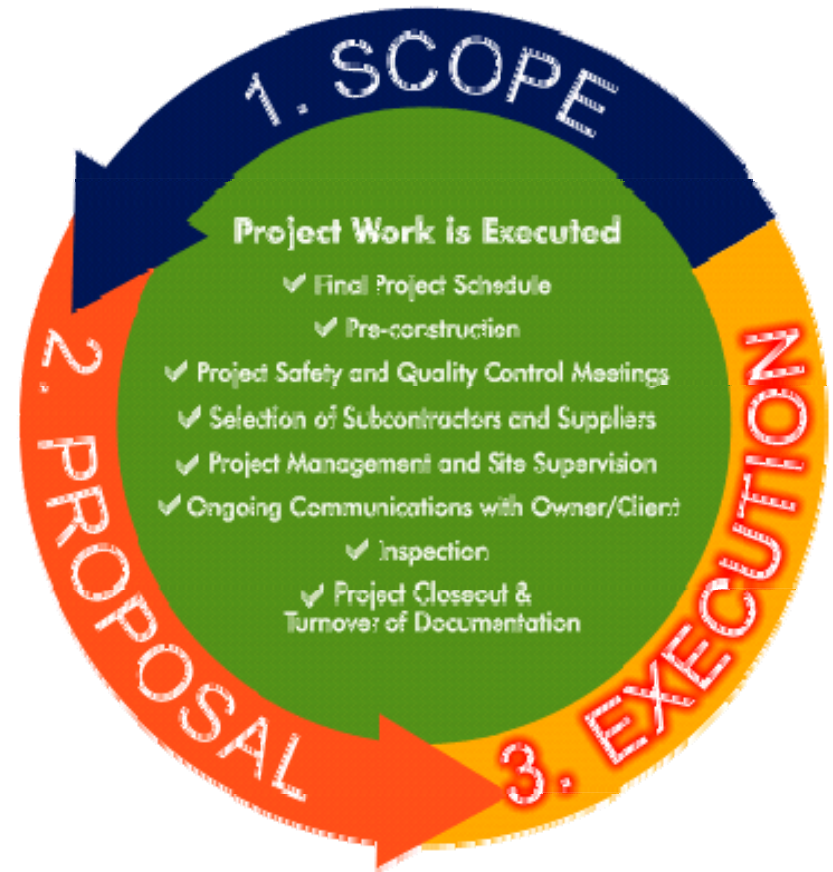 1. SCOPE
Project Work is Executed
✓ Final Project Schedule
✓ Pre-construction
✓ Project Safety and Quality Control Meetings
✓ Selection of Subcontractors and Suppliers
✓ Project Management and Site Supervision
✓ Ongoing Communications with Owner/Client
✓ Inspection
✓ Project Closeout &
Turnover of Documentation
2. PROPOSAL
3. EXECUTION